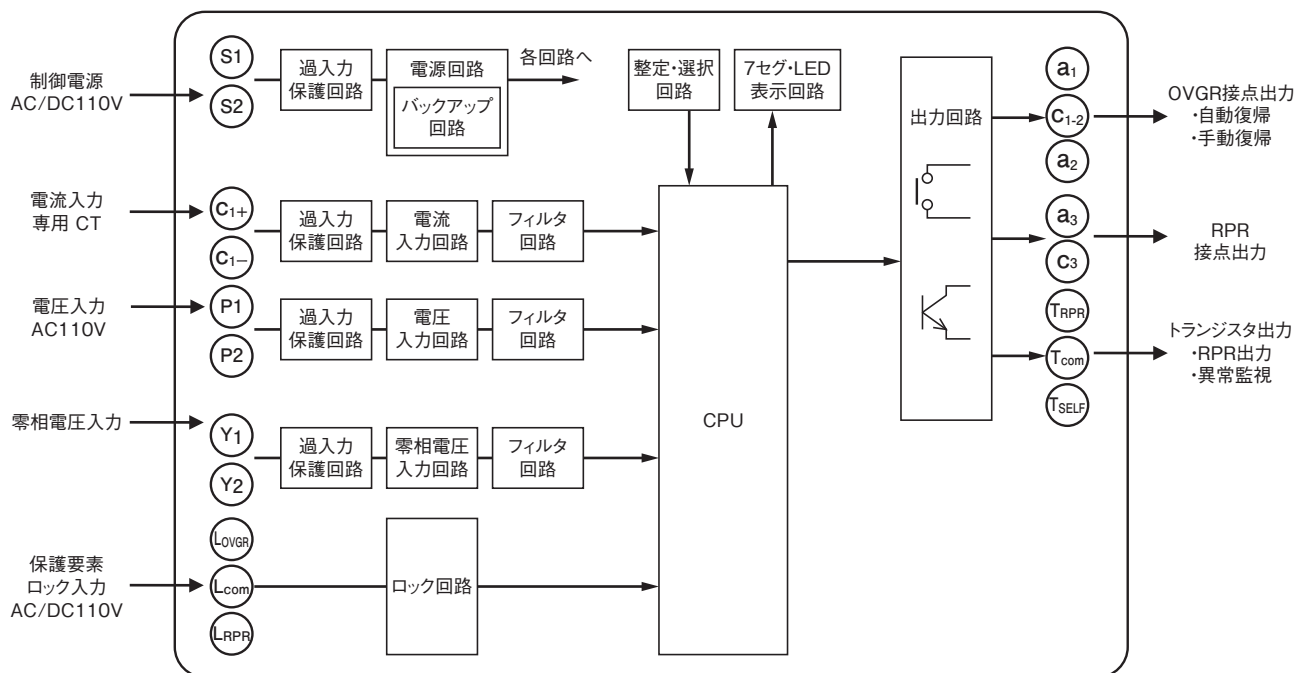 制御電源
AC/DC110V
S1
S2
過入力
保護回路
電源回路
バックアップ
回路
各回路へ
整定・選択
回路
7セグ・LED
表示回路
電流入力
専用 CT
C1+
C1−
過入力
保護回路
電流
入力回路
フィルタ
回路
電圧入力
AC110V
P1
P2
過入力
保護回路
電圧
入力回路
フィルタ
回路
零相電圧入力
Y1
Y2
過入力
保護回路
零相電圧
入力回路
フィルタ
回路
保護要素
ロック入力
AC/DC110V
LOVGR
Lcom
LRPR
ロック回路
CPU
出力回路
a1
C1-2
a2
OVGR接点出力
・自動復帰
・手動復帰
a3
C3
RPR
接点出力
TRPR
Tcom
TSELF
トランジスタ出力
・RPR出力
・異常監視